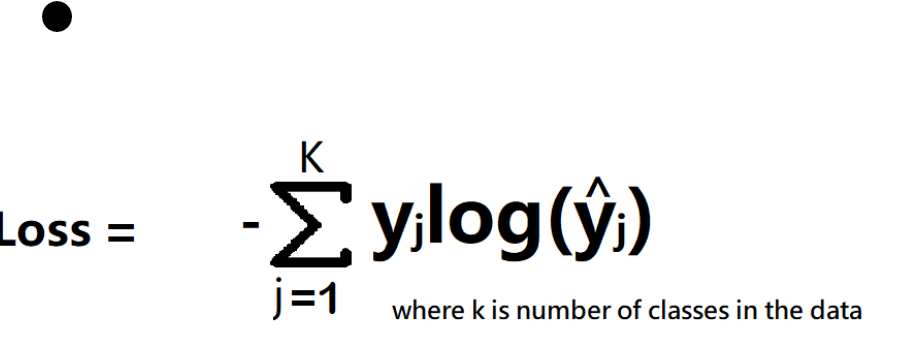 Loss = - K ∑ j=1 yjlog(ŷj)
where k is number of classes in the data